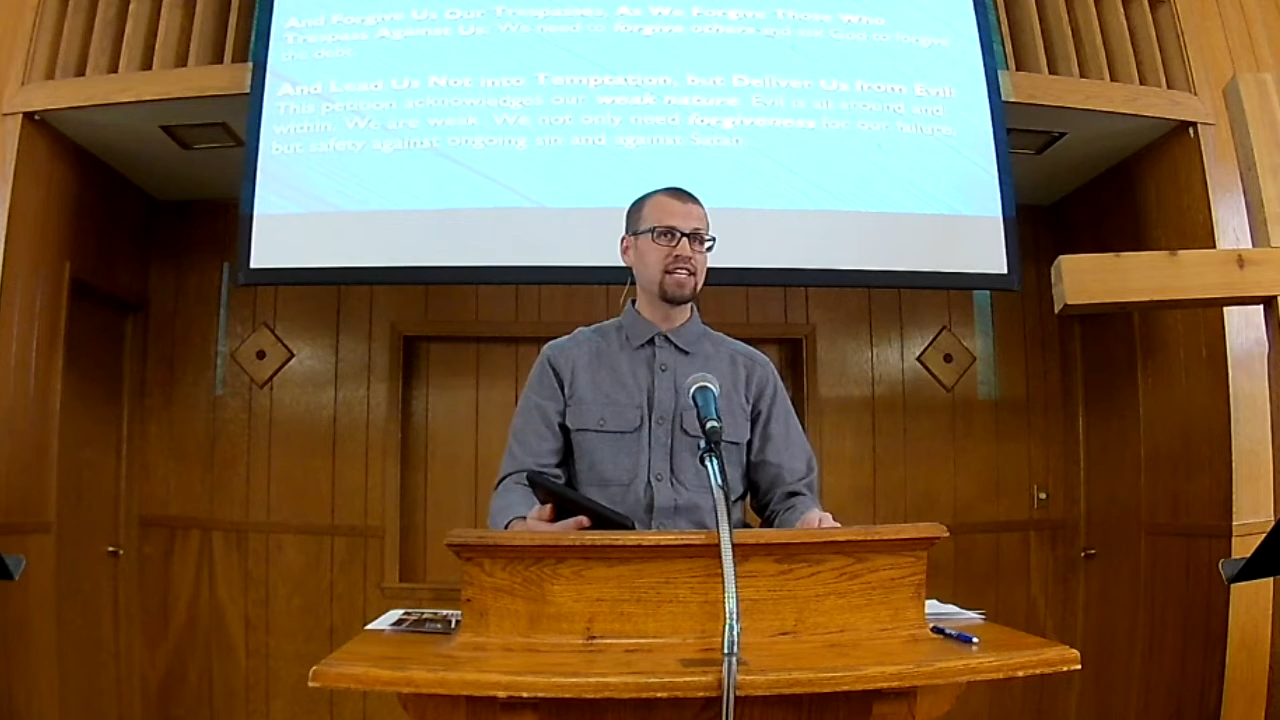 And Forgive Us Our Trespasses, As We Forgive Those Who
Trespass Against Us: We need to forgive others and ask God to forgive
this debt.
And Lead Us Not into Temptation, but Deliver Us from Evil:
This petition acknowledges our weak nature. Evil is all around and
within. We are weak. We not only need forgiveness for our failure,
but safety against ongoing sin and against Satan.